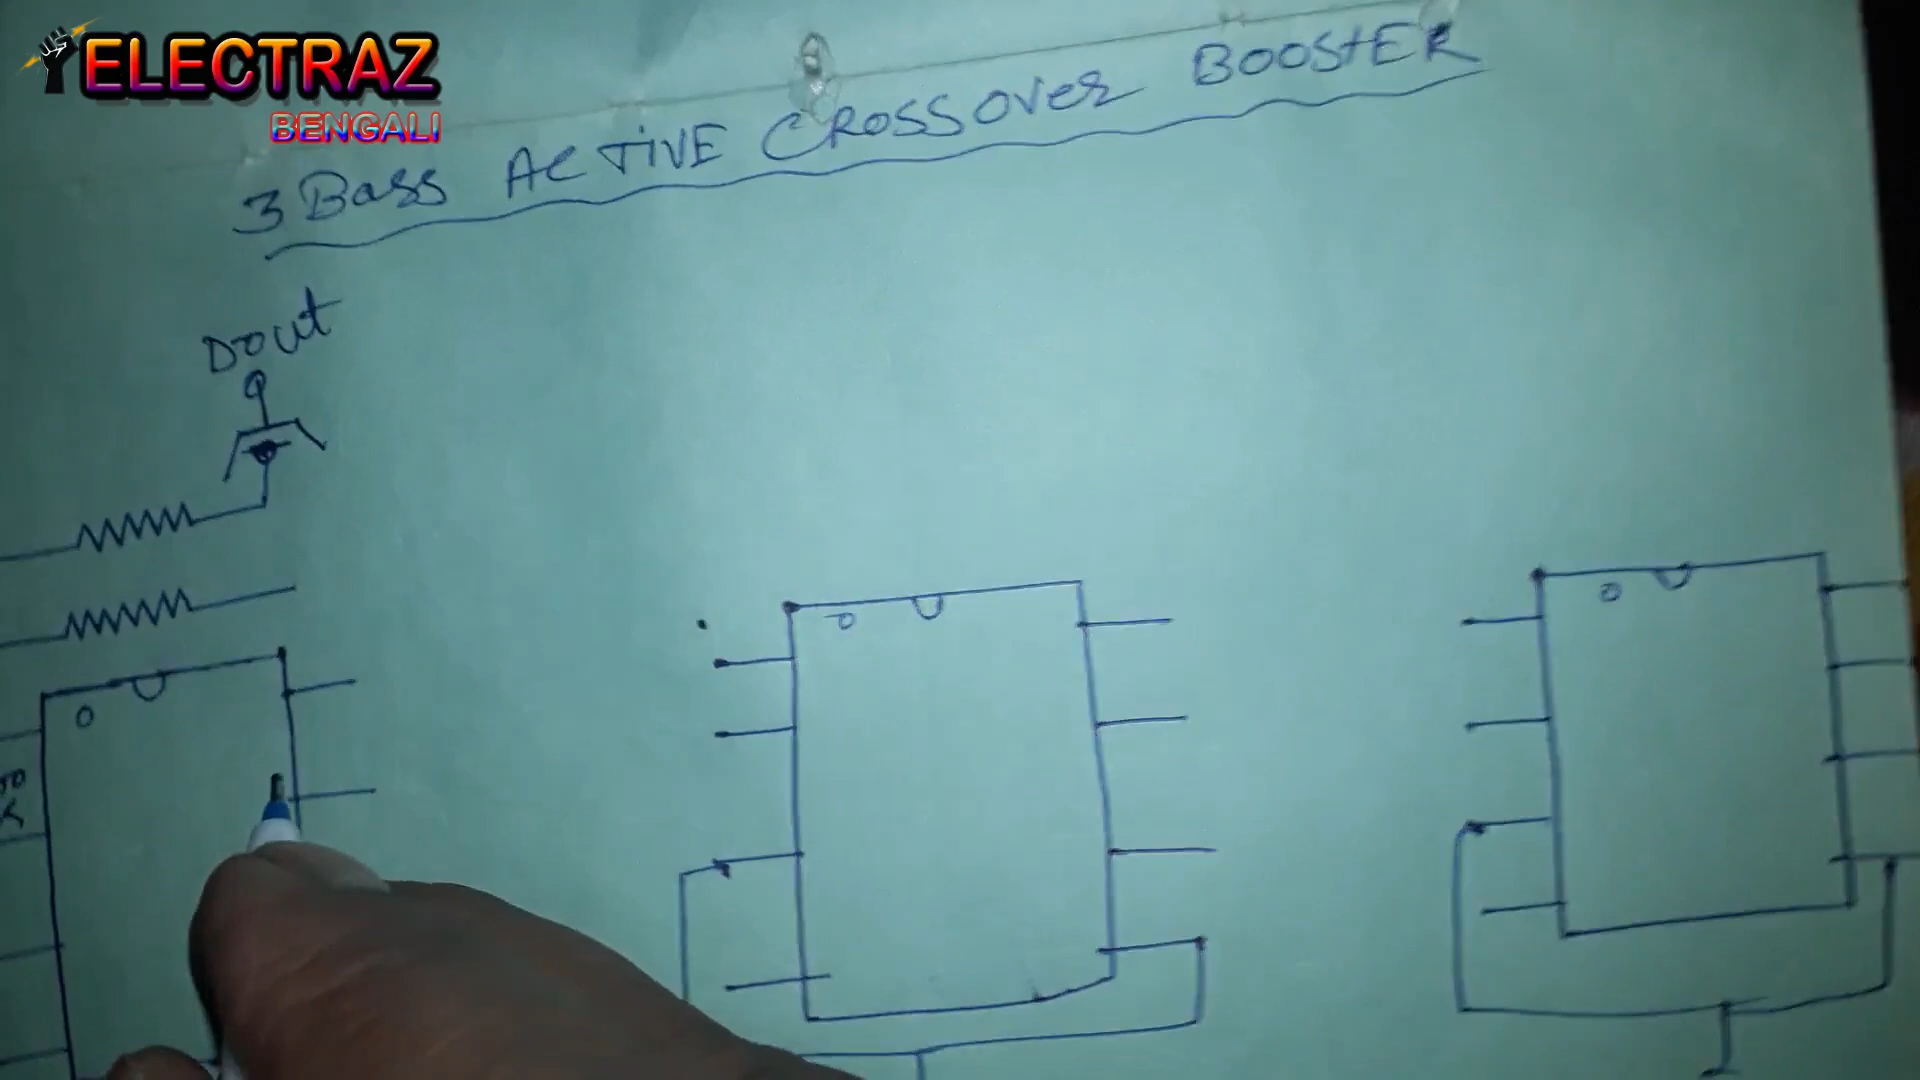 ELECTRAZ
BENGALI
3 Bass ACTIVE CROSSOVER BOOSTER
Dout